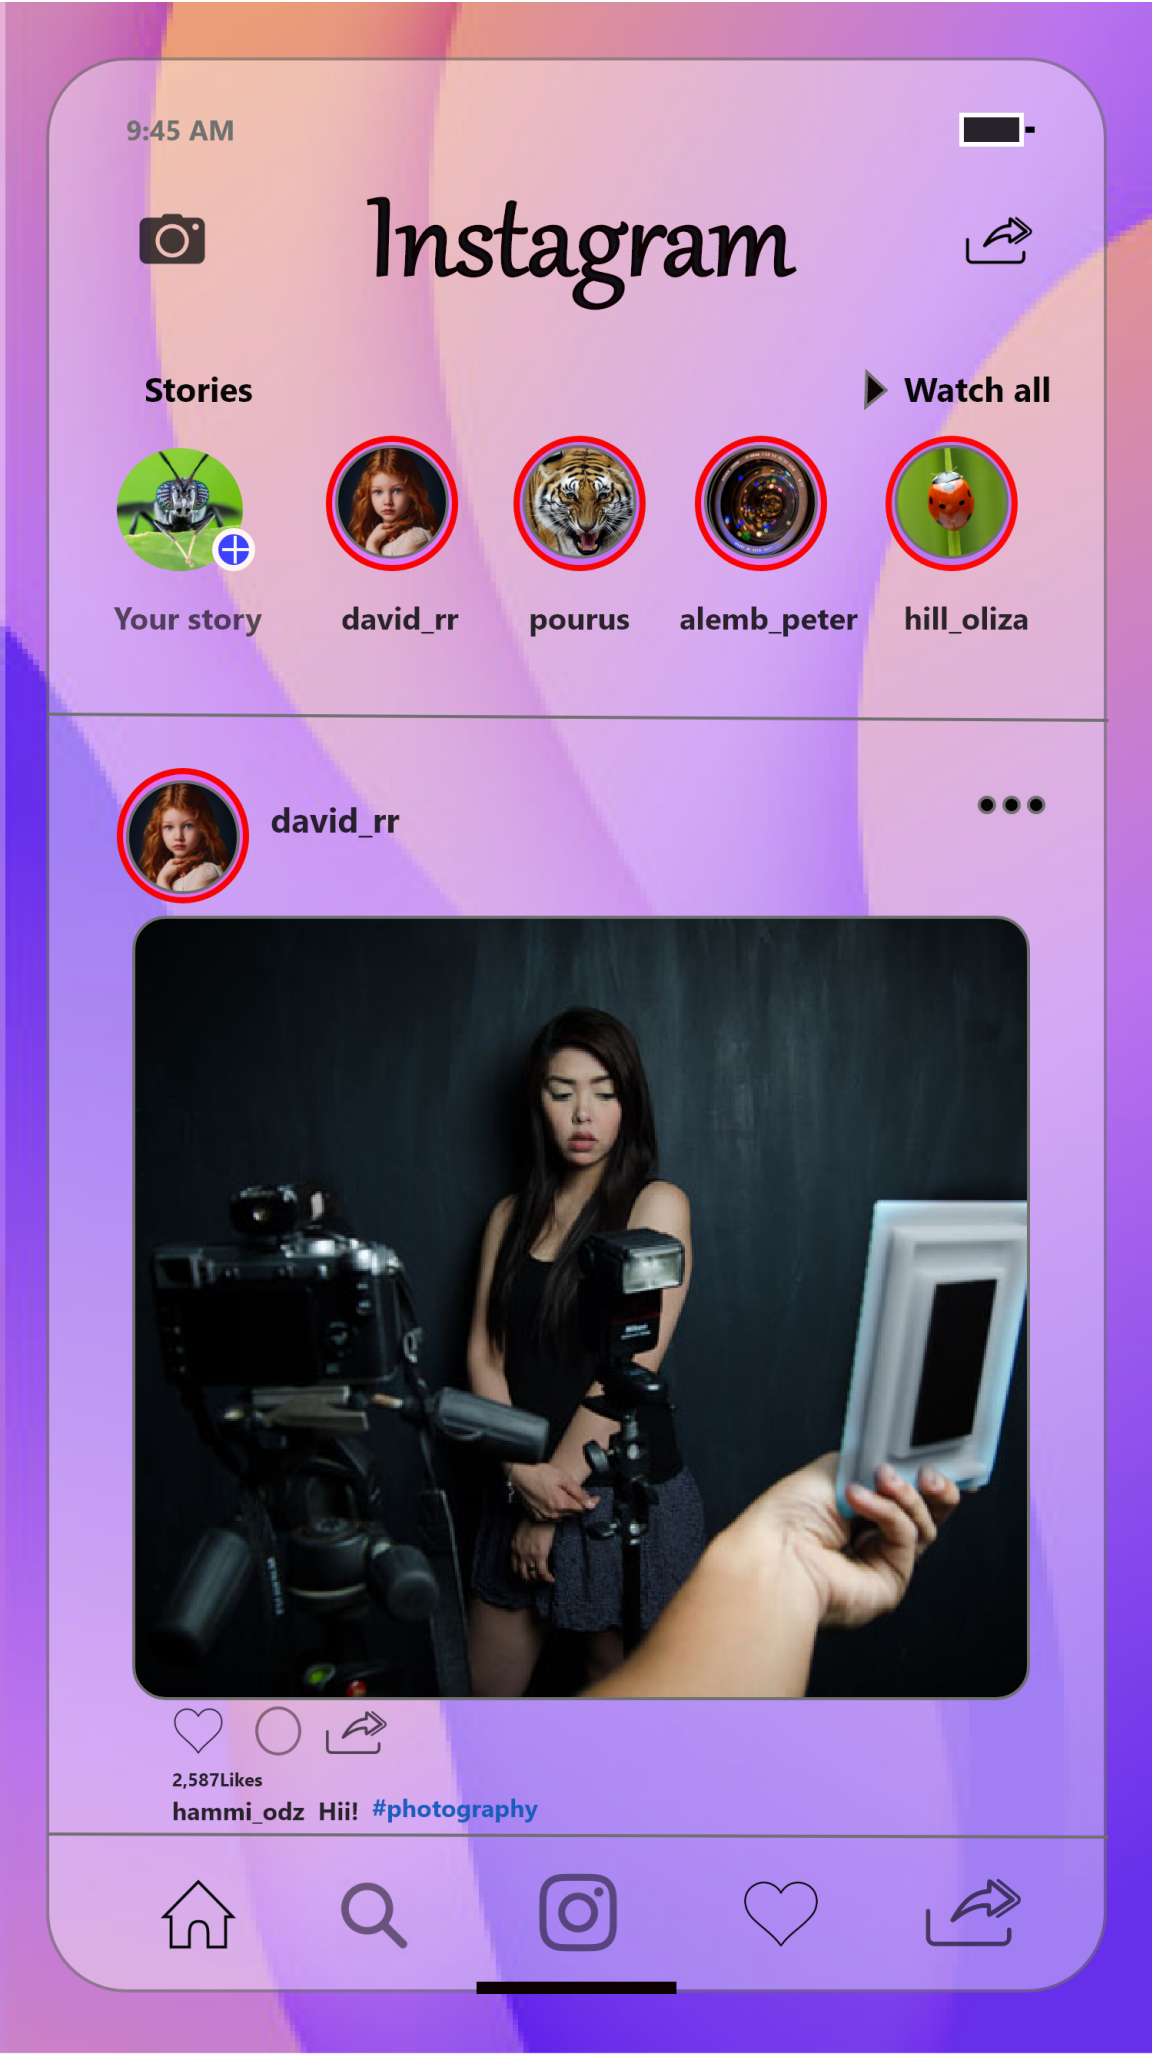 9:45 AM
Instagram
Stories
Watch all
Your story
david_rr
pourus
alemb_peter
hill_oliza
david_rr
2,587Likes
hammi_odz Hii! #photography